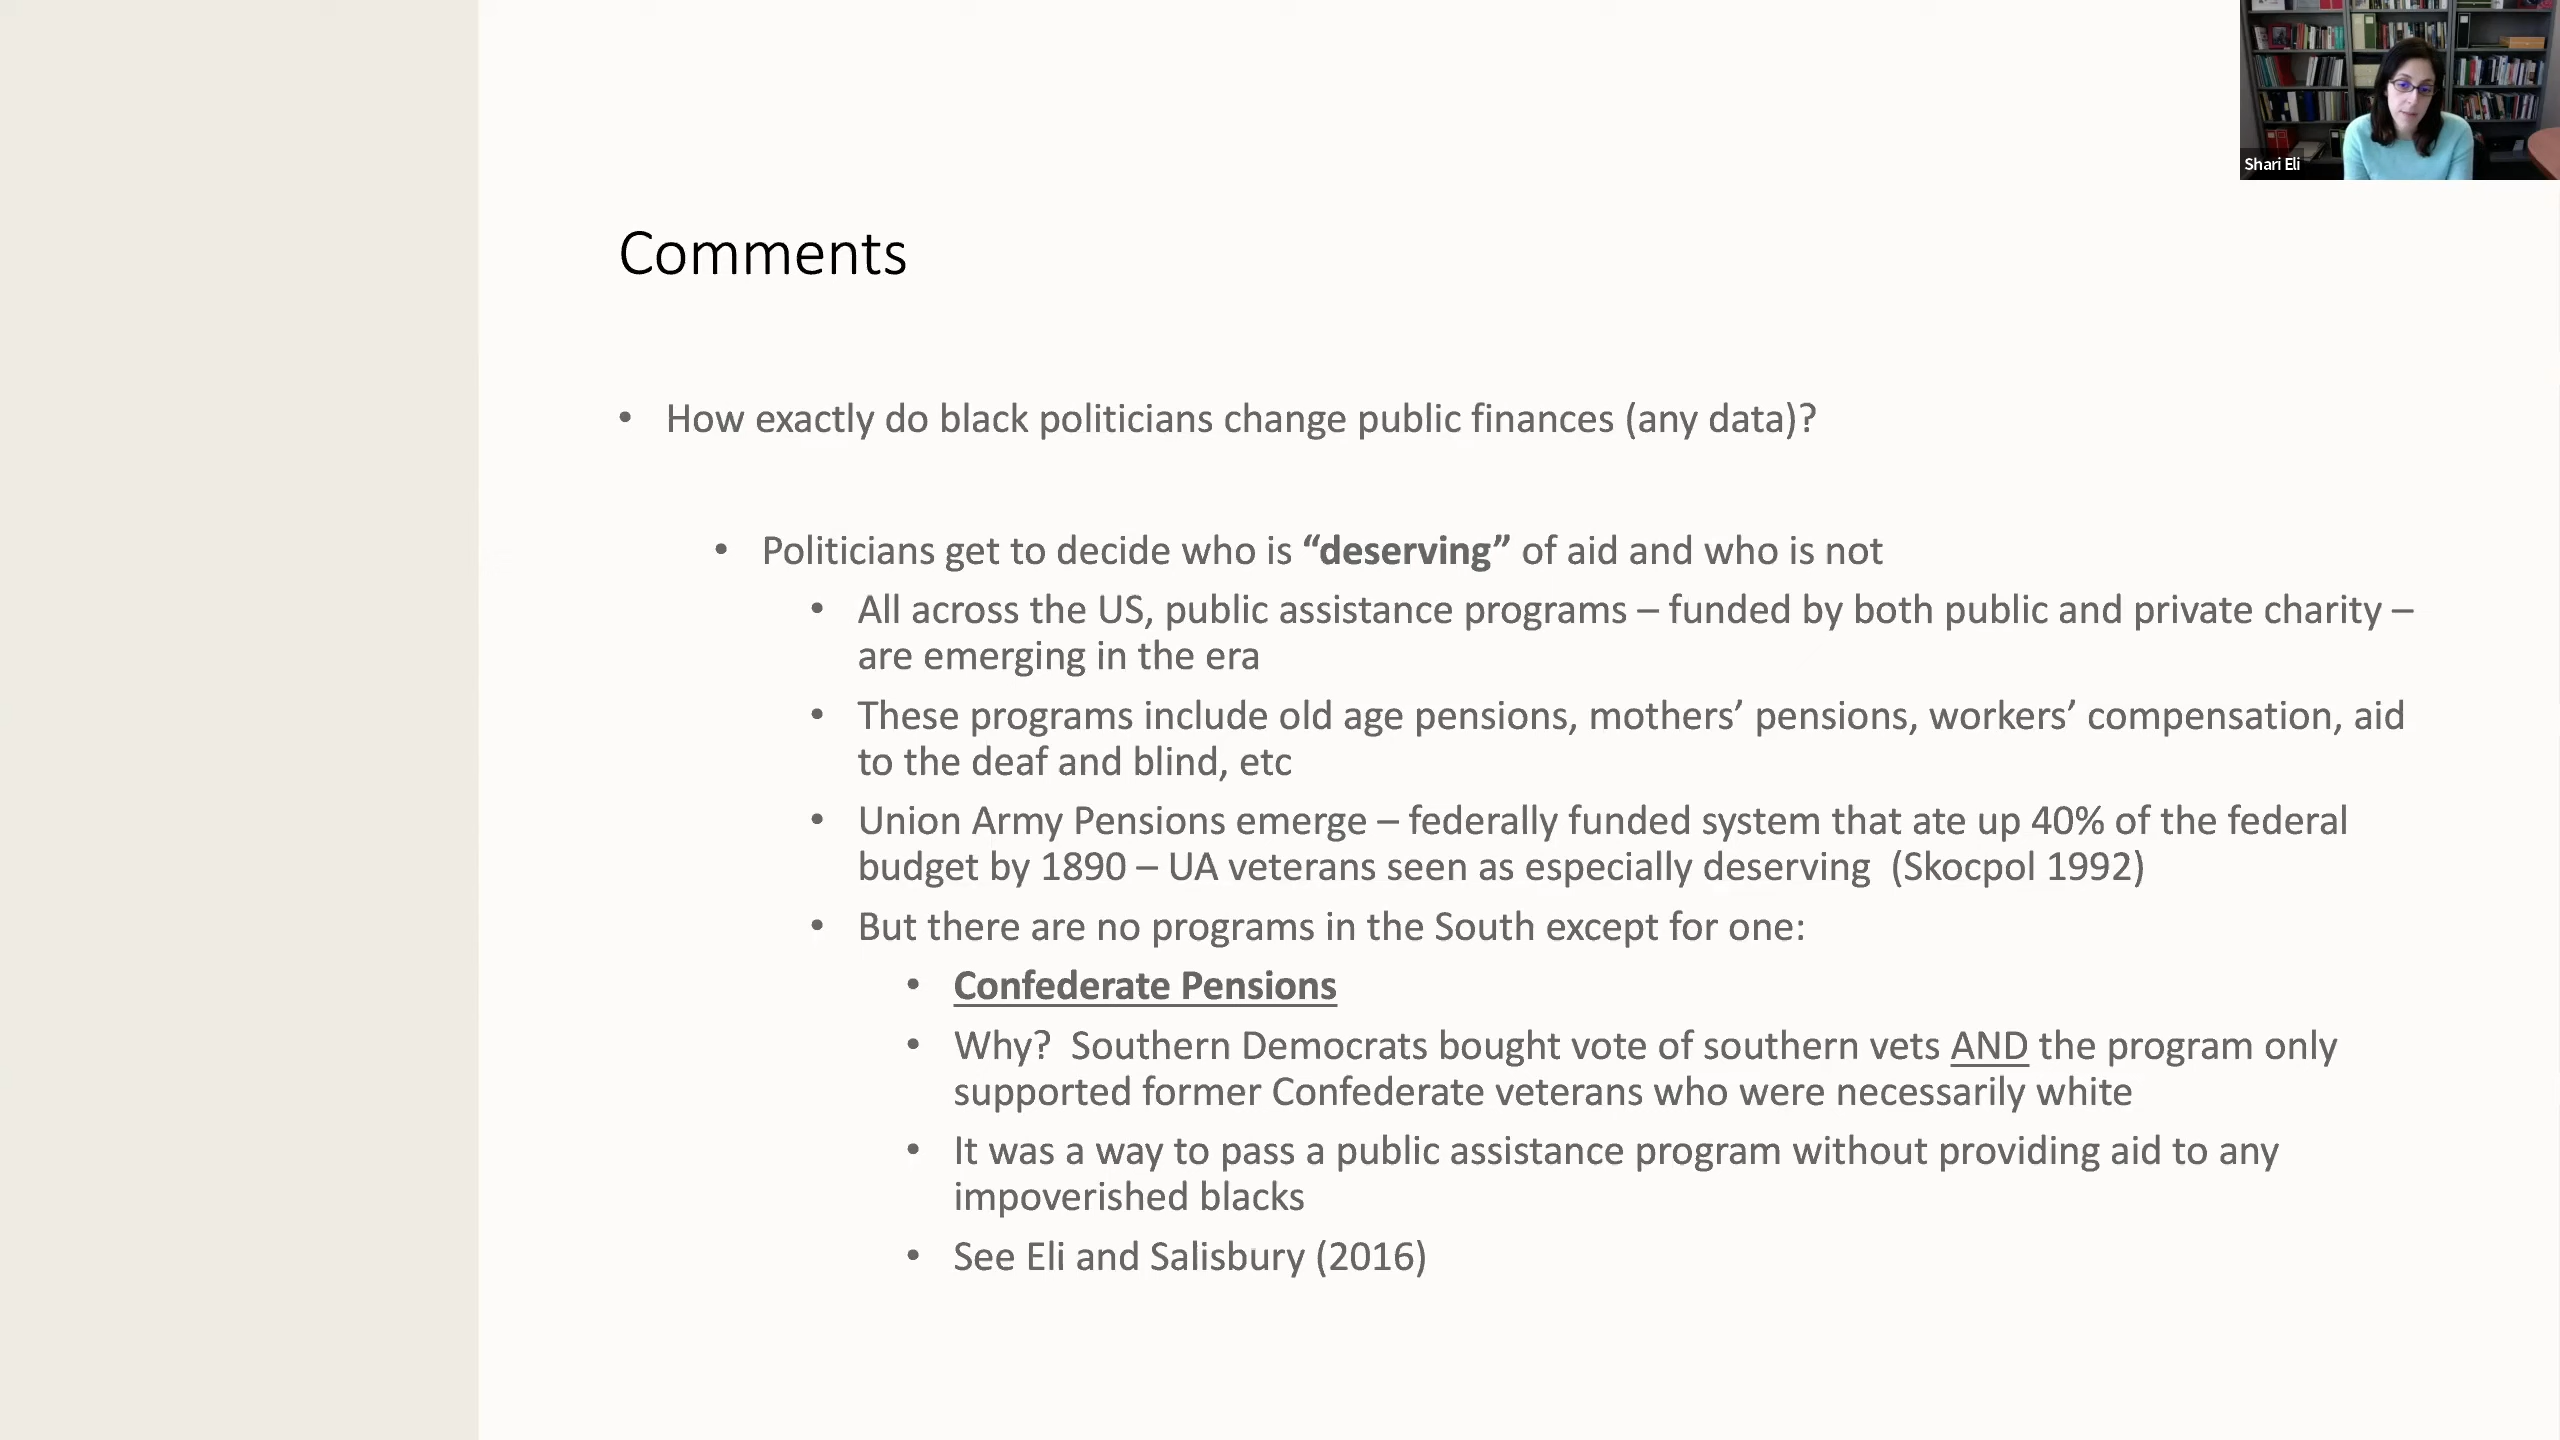 Shari Eli
Comments
• How exactly do black politicians change public finances (any data)?
• Politicians get to decide who is “deserving” of aid and who is not
• All across the US, public assistance programs – funded by both public and private charity –
are emerging in the era
• These programs include old age pensions, mothers’ pensions, workers’ compensation, aid
to the deaf and blind, etc
• Union Army Pensions emerge – federally funded system that ate up 40% of the federal
budget by 1890 – UA veterans seen as especially deserving  (Skocpol 1992)
• But there are no programs in the South except for one:
• Confederate Pensions
• Why?  Southern Democrats bought vote of southern vets AND the program only
supported former Confederate veterans who were necessarily white
• It was a way to pass a public assistance program without providing aid to any
impoverished blacks
• See Eli and Salisbury (2016)